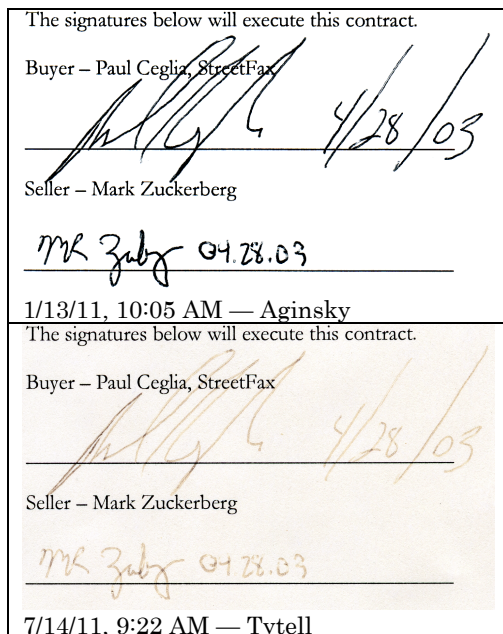 The signatures below will execute this contract.
Buyer – Paul Ceglia, StreetFax
4/28/03
Seller – Mark Zuckerberg
04.28.03
1/13/11, 10:05 AM — Aginsky
The signatures below will execute this contract.
Buyer – Paul Ceglia, StreetFax
4/28/03
Seller – Mark Zuckerberg
04.28.03
7/14/11, 9:22 AM — Tytell